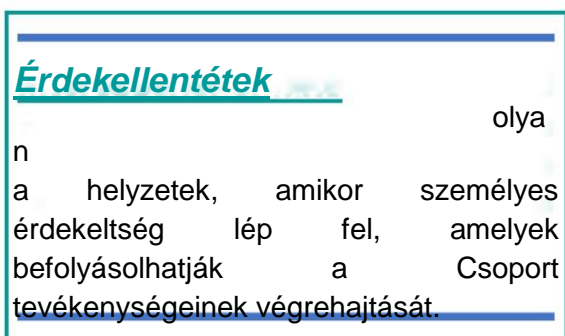 Érdekellentétek
olya
n
a helyzetek, amikor személyes
érdekeltség lép fel, amelyek
befolyásolhatják a Csoport
tevékenységeinek végrehajtását.